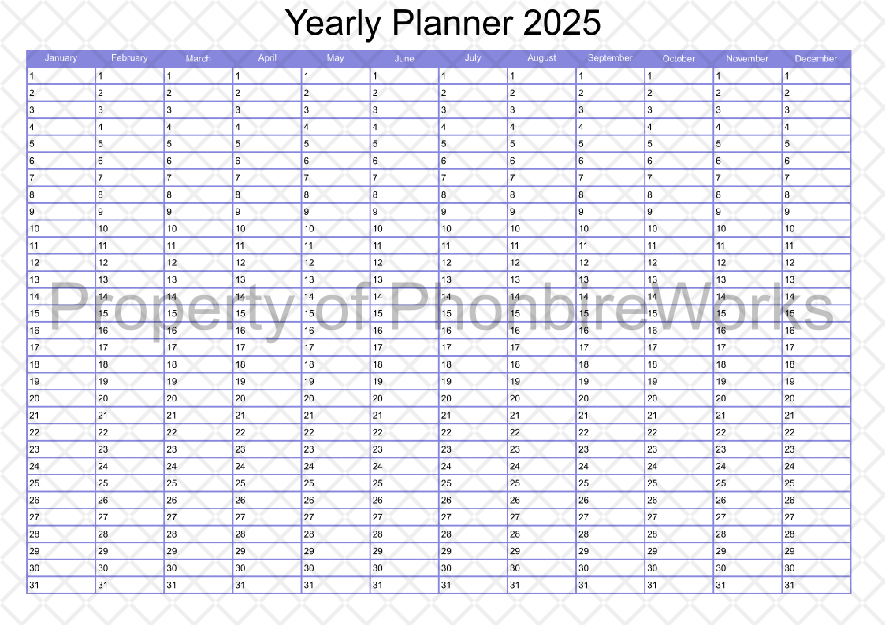 Yearly Planner 2025
January February March April May June July August September October November December
1 1 1 1 1 1 1 1 1 1 1 1
2 2 2 2 2 2 2 2 2 2 2 2
3 3 3 3 3 3 3 3 3 3 3 3
4 4 4 4 4 4 4 4 4 4 4 4
5 5 5 5 5 5 5 5 5 5 5 5
6 6 6 6 6 6 6 6 6 6 6 6
7 7 7 7 7 7 7 7 7 7 7 7
8 8 8 8 8 8 8 8 8 8 8 8
9 9 9 9 9 9 9 9 9 9 9 9
10 10 10 10 10 10 10 10 10 10 10 10
11 11 11 11 11 11 11 11 11 11 11 11
12 12 12 12 12 12 12 12 12 12 12 12
13 13 13 13 13 13 13 13 13 13 13 13
14 14 14 14 14 14 14 14 14 14 14 14
Property of PhonbireWorks
15 15 15 15 15 15 15 15 15 15 15 15
16 16 16 16 16 16 16 16 16 16 16 16
17 17 17 17 17 17 17 17 17 17 17 17
18 18 18 18 18 18 18 18 18 18 18 18
19 19 19 19 19 19 19 19 19 19 19 19
20 20 20 20 20 20 20 20 20 20 20 20
21 21 21 21 21 21 21 21 21 21 21 21
22 22 22 22 22 22 22 22 22 22 22 22
23 23 23 23 23 23 23 23 23 23 23 23
24 24 24 24 24 24 24 24 24 24 24 24
25 25 25 25 25 25 25 25 25 25 25 25
26 26 26 26 26 26 26 26 26 26 26 26
27 27 27 27 27 27 27 27 27 27 27 27
28 28 28 28 28 28 28 28 28 28 28 28
29 29 29 29 29 29 29 29 29 29 29 29
30 30 30 30 30 30 30 30 30 30 30 30
31 31 31 31 31 31 31 31 31 31 31 31